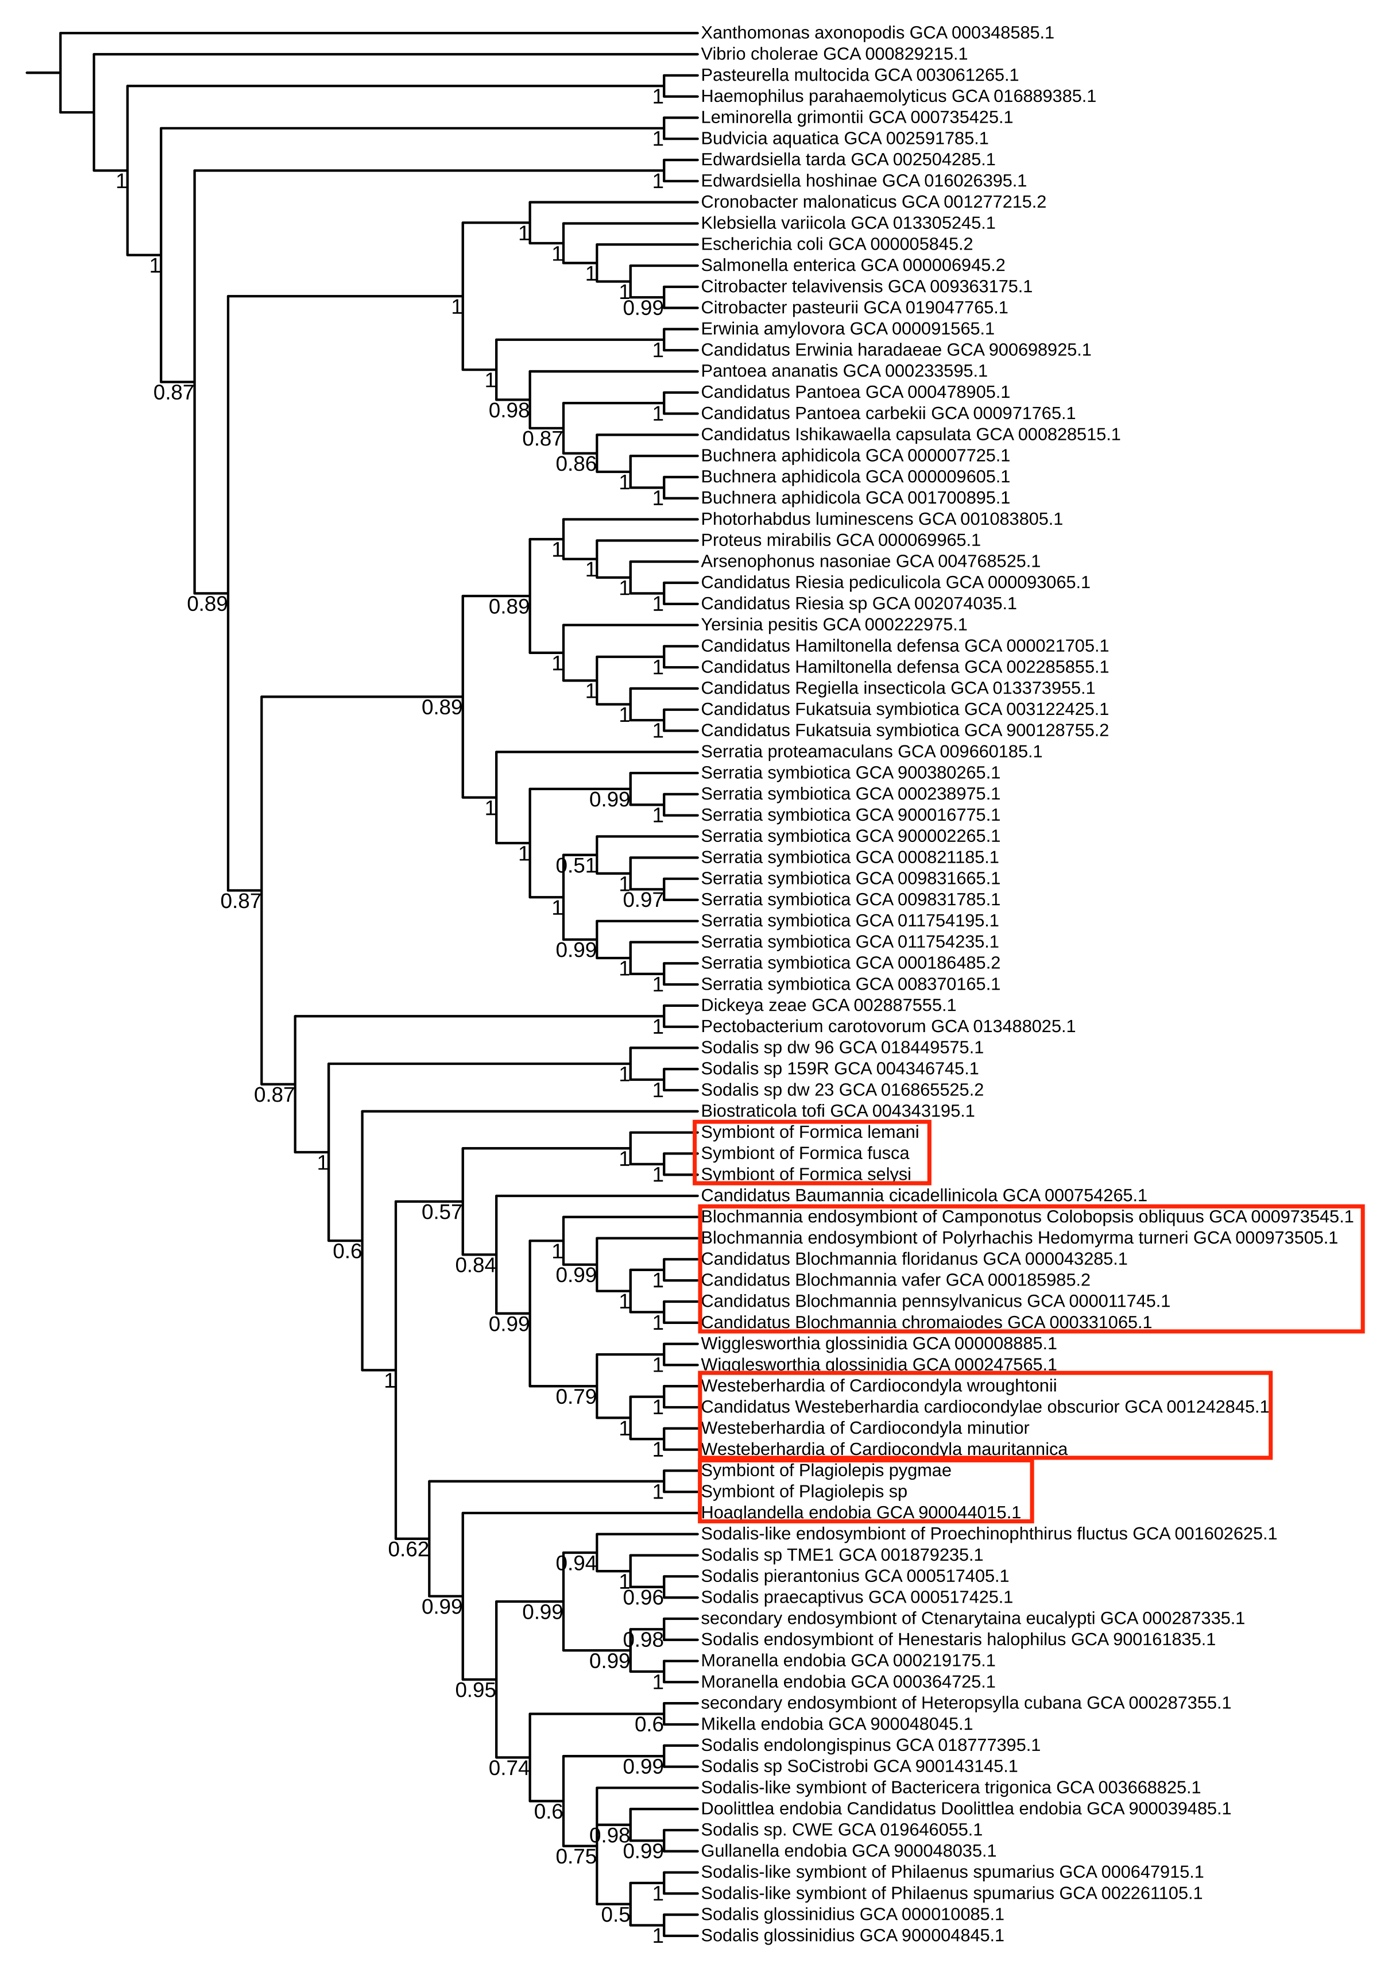 Xanthomonas axonopodis GCA 000348585.1
Vibrio cholerae GCA 000829215.1
Pasteurella multocida GCA 003061265.1
1 Haemophilus parahaemolyticus GCA 016889385.1
Leminorella grimontii GCA 000735425.1
1 Budvicia aquatica GCA 002591785.1
Edwardsiella tarda GCA 002504285.1
1 1 Edwardsiella hoshinae GCA 016026395.1
Cronobacter malonaticus GCA 001277215.2
Klebsiella variicola GCA 013305245.1
1
Escherichia coli GCA 000005845.2
1
1 Salmonella enterica GCA 000006945.2
1
Citrobacter telavivensis GCA 009363175.1
1
1 0.99 Citrobacter pasteurii GCA 019047765.1
Erwinia amylovora GCA 000091565.1
1 Candidatus Erwinia haradaeae GCA 900698925.1
Pantoea ananatis GCA 000233595.1
1
0.87 Candidatus Pantoea GCA 000478905.1
0.98 1 Candidatus Pantoea carbekii GCA 000971765.1
0.87 Candidatus Ishikawaella capsulata GCA 000828515.1
Buchnera aphidicola GCA 000007725.1
0.86
Buchnera aphidicola GCA 000009605.1
1
1 Buchnera aphidicola GCA 001700895.1
Photorhabdus luminescens GCA 001083805.1
Proteus mirabilis GCA 000069965.1
1
Arsenophonus nasoniae GCA 004768525.1
1
Candidatus Riesia pediculicola GCA 000093065.1
1
0.89 0.89 1 Candidatus Riesia sp GCA 002074035.1
Yersinia pesitis GCA 000222975.1
Candidatus Hamiltonella defensa GCA 000021705.1
1 1 Candidatus Hamiltonella defensa GCA 002285855.1
1 Candidatus Regiella insecticola GCA 013373955.1
0.89 Candidatus Fukatsuia symbiotica GCA 003122425.1
1
1 Candidatus Fukatsuia symbiotica GCA 900128755.2
Serratia proteamaculans GCA 009660185.1
Serratia symbiotica GCA 900380265.1
0.99 Serratia symbiotica GCA 000238975.1
1
1 Serratia symbiotica GCA 900016775.1
Serratia symbiotica GCA 900002265.1
1
0.51 Serratia symbiotica GCA 000821185.1
1 Serratia symbiotica GCA 009831665.1
0.87 1 0.97 Serratia symbiotica GCA 009831785.1
Serratia symbiotica GCA 011754195.1
0.99 Serratia symbiotica GCA 011754235.1
1 Serratia symbiotica GCA 000186485.2
1 Serratia symbiotica GCA 008370165.1
Dickeya zeae GCA 002887555.1
1 Pectobacterium carotovorum GCA 013488025.1
Sodalis sp dw 96 GCA 018449575.1
Sodalis sp 159R GCA 004346745.1
1
0.87 1 Sodalis sp dw 23 GCA 016865525.2
Biostraticola tofi GCA 004343195.1
Symbiont of Formica lemani
Symbiont of Formica fusca
1 1
1 Symbiont of Formica selysi
Candidatus Baumannia cicadellinicola GCA 000754265.1
0.57 Blochmannia endosymbiont of Camponotus Colobopsis obliquus GCA 000973545.1
Blochmannia endosymbiont of Polyrhachis Hedomyrma turneri GCA 000973505.1
0.6 1
0.84 Candidatus Blochmannia floridanus GCA 000043285.1
0.99 1 Candidatus Blochmannia vafer GCA 000185985.2
1 Candidatus Blochmannia pennsylvanicus GCA 000011745.1
0.99 1 Candidatus Blochmannia chromaiodes GCA 000331065.1
Wigglesworthia glossinidia GCA 000008885.1
1 Wigglesworthia glossinidia GCA 000247565.1
1 Westeberhardia of Cardiocondyla wroughtonii
0.79 1 Candidatus Westeberhardia cardiocondylae obscurior GCA 001242845.1
1 Westeberhardia of Cardiocondyla minutior
1 Westeberhardia of Cardiocondyla mauritannica
Symbiont of Plagiolepis pygmae
1 Symbiont of Plagiolepis sp
Hoaglandella endobia GCA 900044015.1
Sodalis-like endosymbiont of Proechinophthirus fluctus GCA 001602625.1
0.62
0.94 Sodalis sp TME1 GCA 001879235.1
1 Sodalis pierantonius GCA 000517405.1
0.96 Sodalis praecaptivus GCA 000517425.1
0.99 0.99
secondary endosymbiont of Ctenarytaina eucalypti GCA 000287335.1
0.98 Sodalis endosymbiont of Henestaris halophilus GCA 900161835.1
0.99 Moranella endobia GCA 000219175.1
1 Moranella endobia GCA 000364725.1
0.95
secondary endosymbiont of Heteropsylla cubana GCA 000287355.1
0.6 Mikella endobia GCA 900048045.1
Sodalis endolongispinus GCA 018777395.1
0.74 0.99 Sodalis sp SoCistrobi GCA 900143145.1
Sodalis-like symbiont of Bactericera trigonica GCA 003668825.1
0.6 Doolittlea endobia Candidatus Doolittlea endobia GCA 900039485.1
0.98 Sodalis sp. CWE GCA 019646055.1
0.75 0.99 Gullanella endobia GCA 900048035.1
Sodalis-like symbiont of Philaenus spumarius GCA 000647915.1
1 Sodalis-like symbiont of Philaenus spumarius GCA 002261105.1
0.5 Sodalis glossinidius GCA 000010085.1
1 Sodalis glossinidius GCA 900004845.1